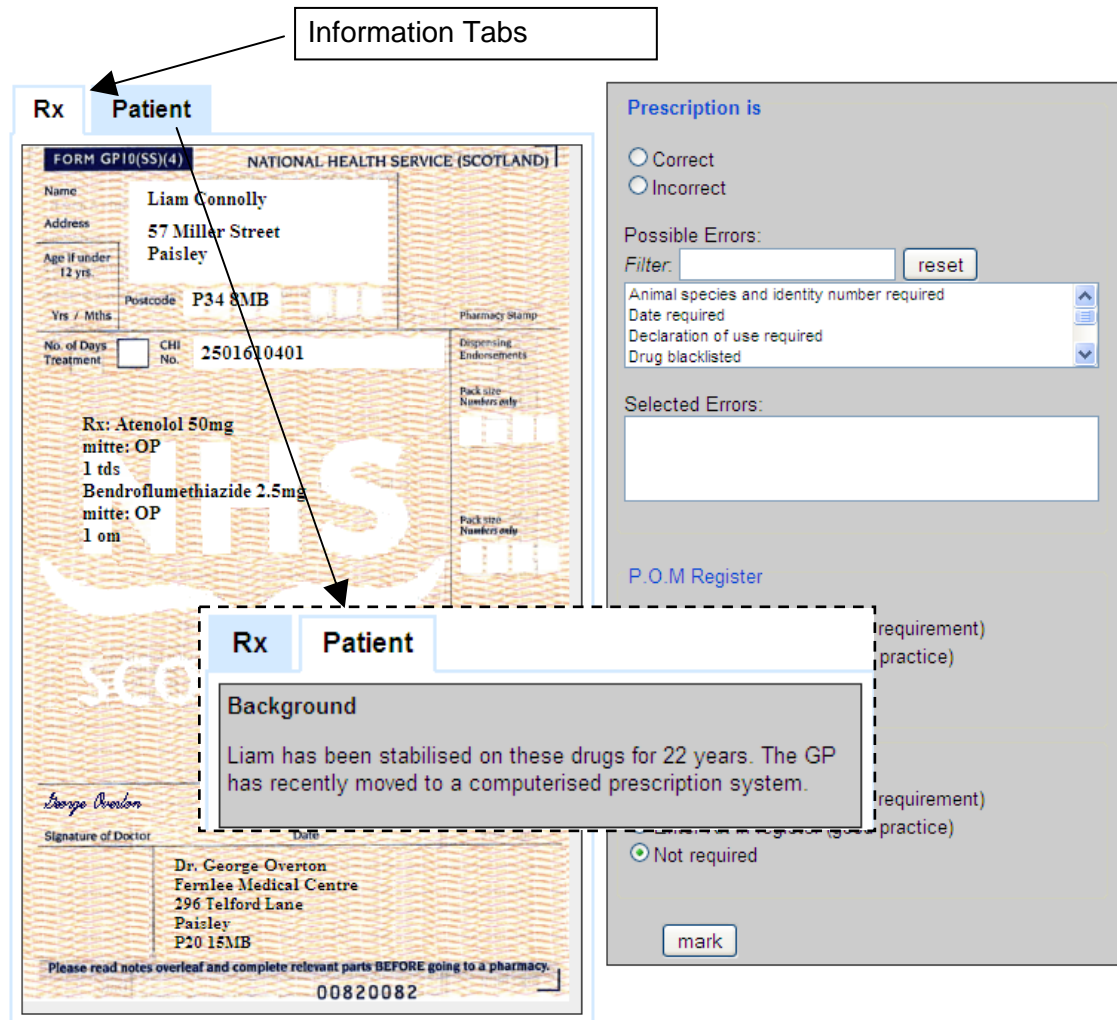 Information Tabs
Rx Patient
FORM GP10(SS)(4) NATIONAL HEALTH SERVICE (SCOTLAND)
Name
Liam Connolly
Address
57 Miller Street
Paisley
Age if under
12 yrs.
Postcode P34 8MB
Yrs / Mths
Pharmacy Stamp
No. of Days
Treatment
CHI
No.
2501610401
Dispensing
Endorsements
Pack size
Numbers only
Rx: Atenolol 50mg
mitte: OP
1 tds
Bendroflumethiazide 2.5mg
mitte: OP
1 om
NHS
Pack size
Numbers only
SCO
George Overton
Signature of Doctor
Date
Dr. George Overton
Fernlee Medical Centre
296 Telford Lane
Paisley
P20 15MB
Please read notes overleaf and complete relevant parts BEFORE going to a pharmacy.
00820082
Rx Patient
Background
Liam has been stabilised on these drugs for 22 years. The GP
has recently moved to a computerised prescription system.
Prescription is
Correct
Incorrect
Possible Errors:
Filter: reset
Animal species and identity number required
Date required
Declaration of use required
Drug blacklisted
Selected Errors:
P.O.M Register
requirement)
practice)
requirement)
practice)
Not required
mark